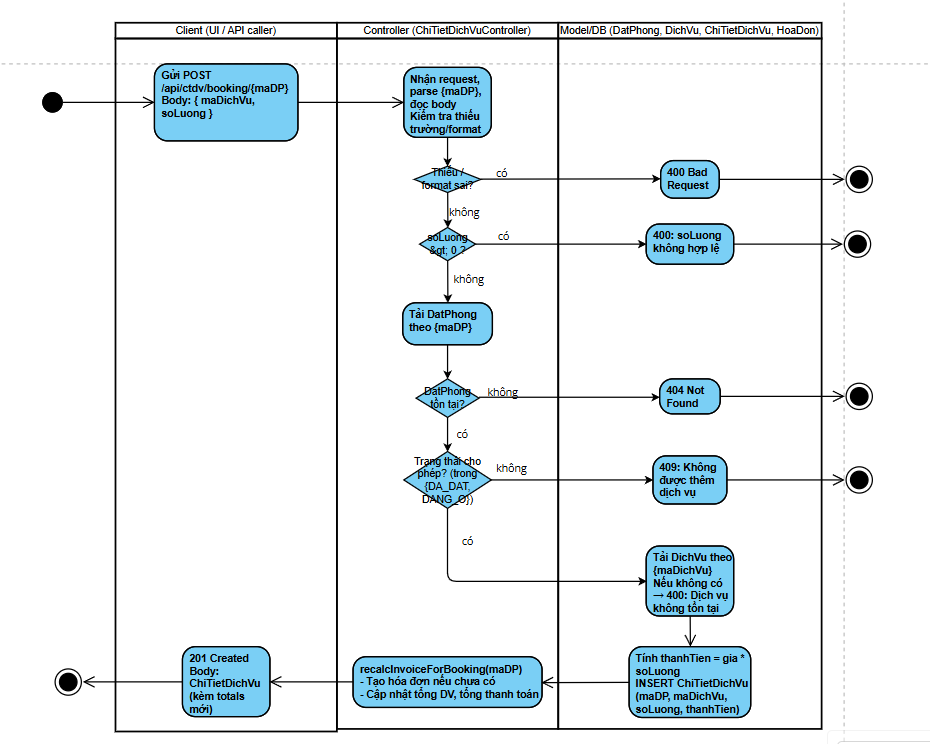 Client (UI / API caller)
Controller (ChiTietDichVuController)
Model/DB (DatPhong, DichVu, ChiTietDichVu, HoaDon)
Gửi POST
/api/ctdv/booking/{maDP}
Body: { maDichVu,
soLuong }
Nhận request,
parse {maDP},
đọc body
Kiểm tra thiếu
trường/format
Thiếu /
format sai?
có
400 Bad
Request
không
soLuong
&gt; 0 ?
có
400: soLuong
không hợp lệ
không
Tải DatPhong
theo {maDP}
DatPhong
tồn tại?
không
404 Not
Found
có
Trạng thái cho
phép? (trong
{DA_DAT,
DANG_O})
không
409: Không
được thêm
dịch vụ
có
Tải DichVu theo
{maDichVu}
Nếu không có
→ 400: Dịch vụ
không tồn tại
Tính thanhTien = gia *
soLuong
INSERT ChiTietDichVu
(maDP, maDichVu,
soLuong, thanhTien)
recalcInvoiceForBooking(maDP)
- Tạo hóa đơn nếu chưa có
- Cập nhật tổng DV, tổng thanh toán
201 Created
Body:
ChiTietDichVu
(kèm totals
mới)